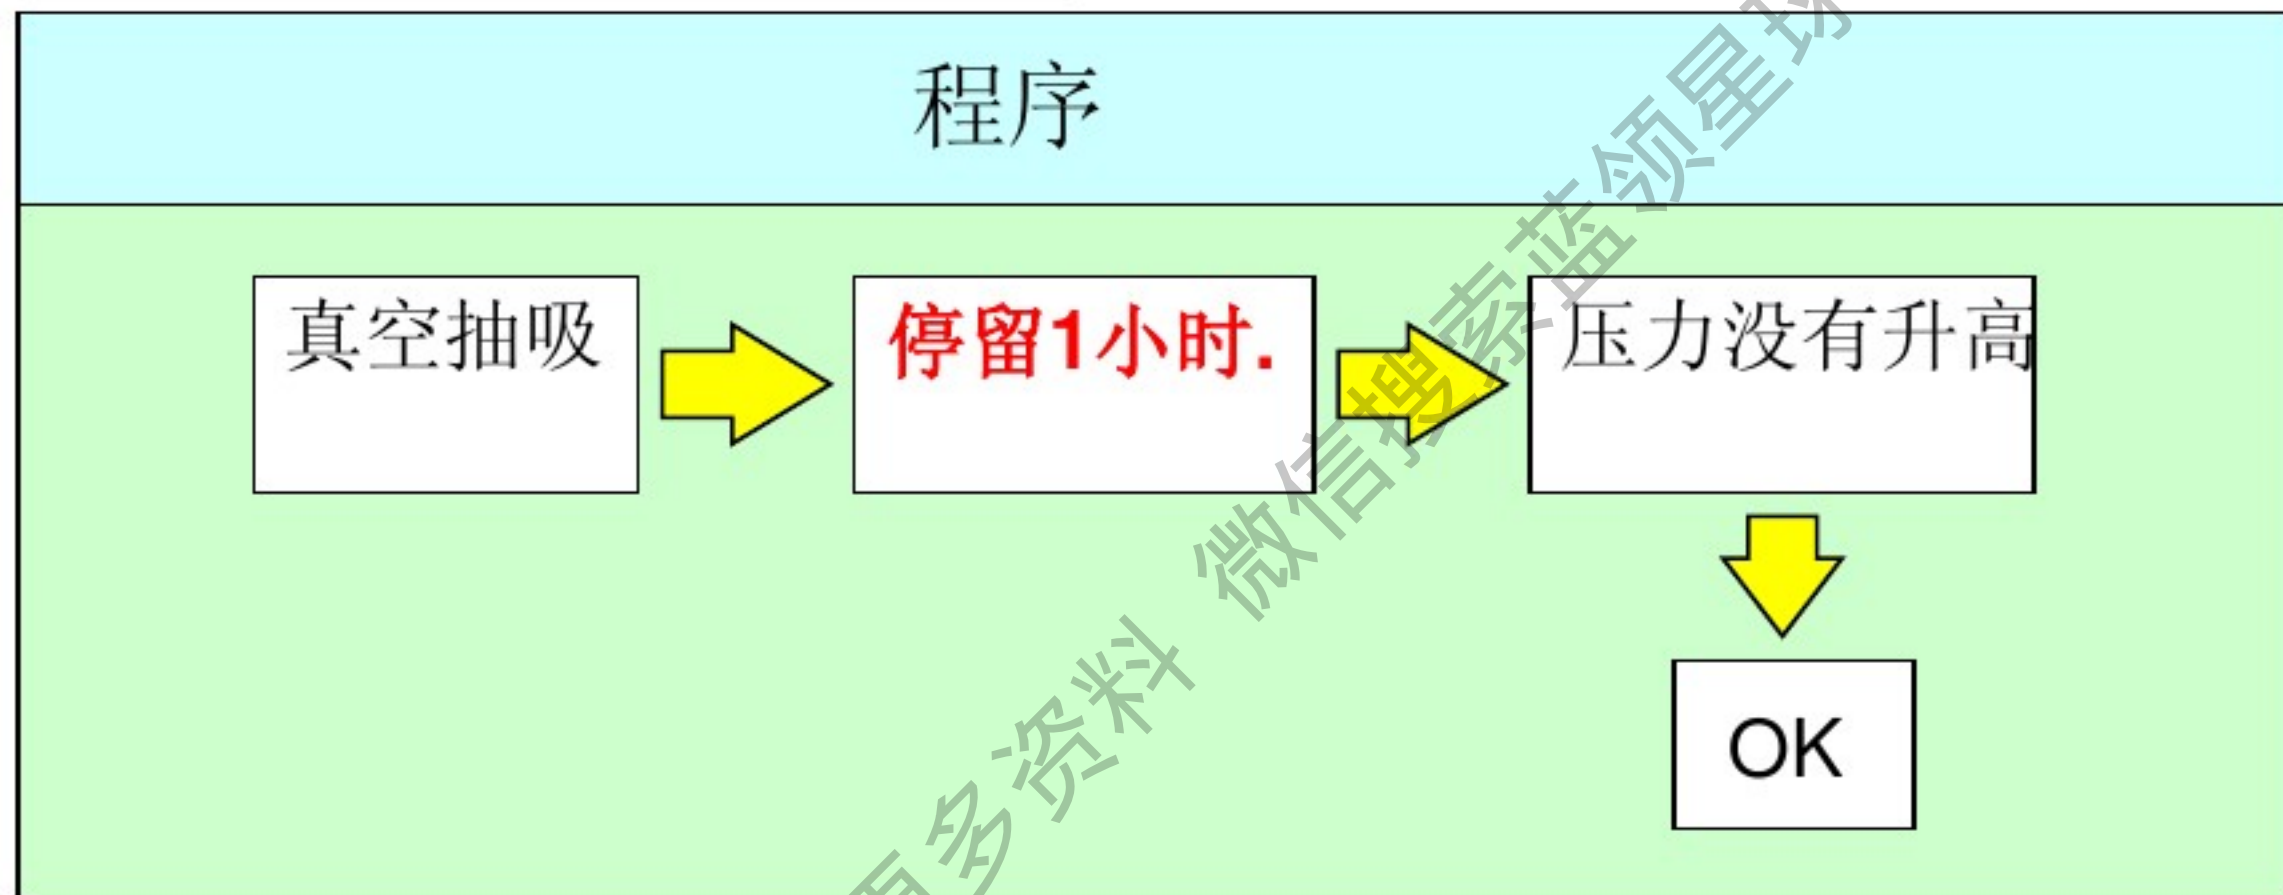 程序
真空抽吸
停留1小时.
压力没有升高
OK
多资料 微信搜索蓝领星球